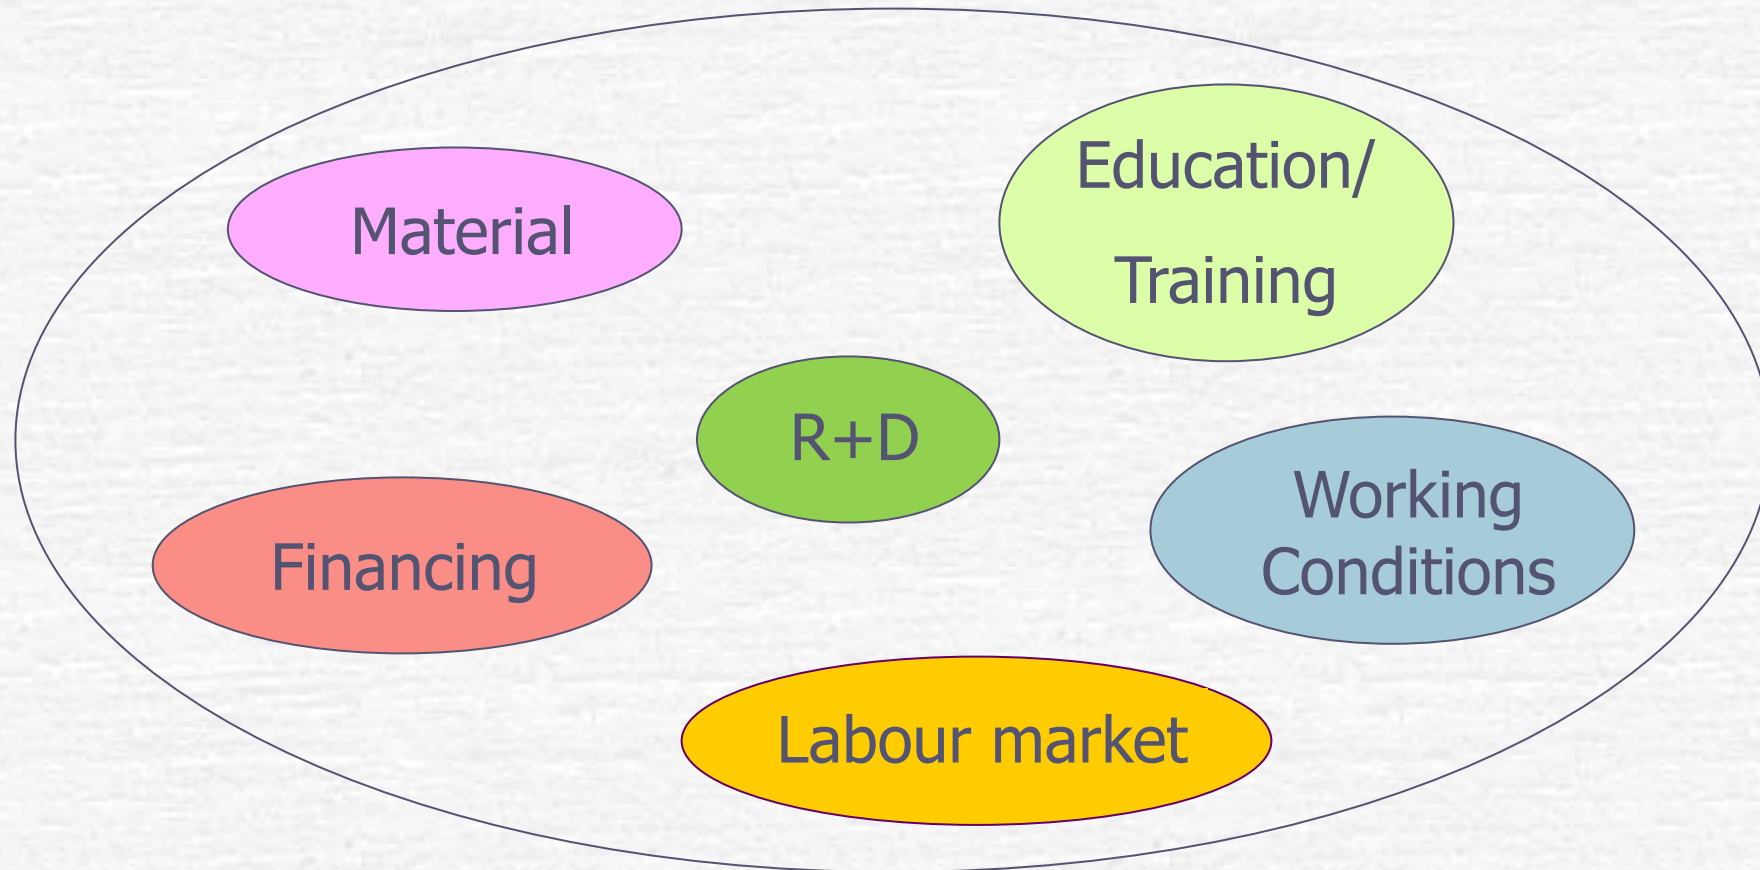 Education/
Training
Material
R+D
Working
Conditions
Financing
Labour market